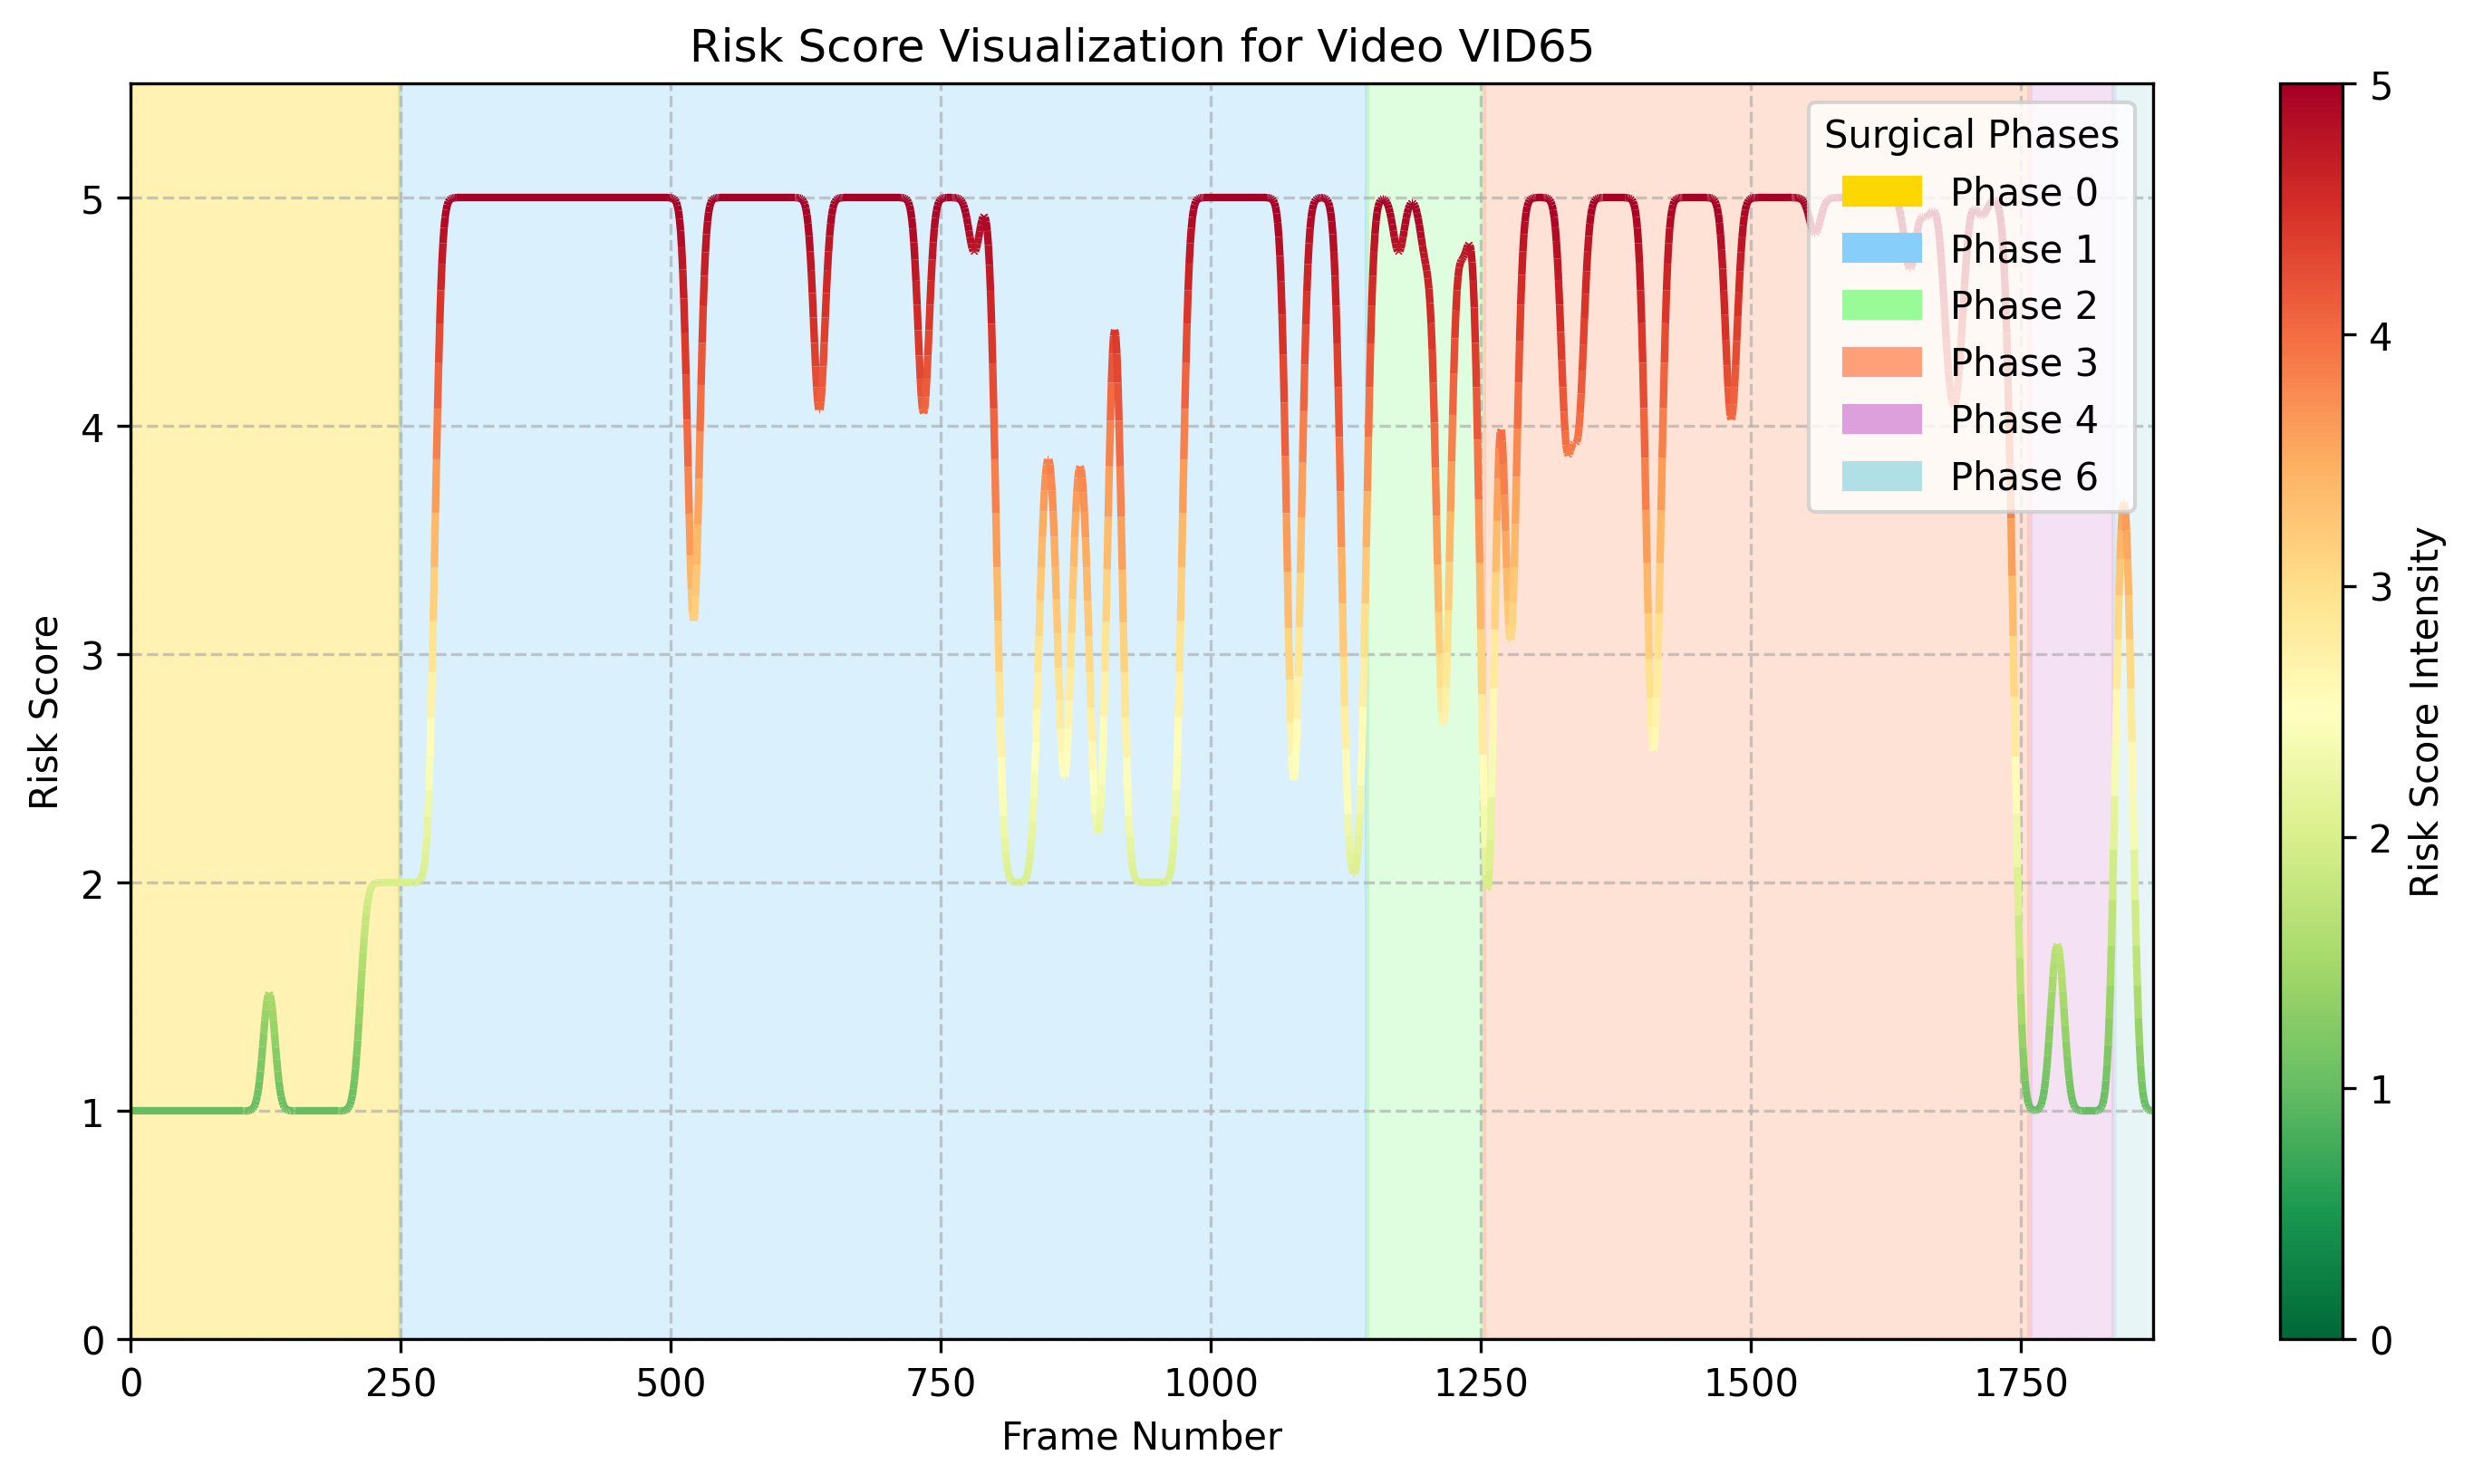 Risk Score Visualization for Video VID65
Surgical Phases
Phase 0
Phase 1
Phase 2
Phase 3
Phase 4
Phase 6
Risk Score
5
4
3
2
1
0
0 250 500 750 1000 1250 1500 1750
Frame Number
5
4
3
2
1
0
Risk Score Intensity